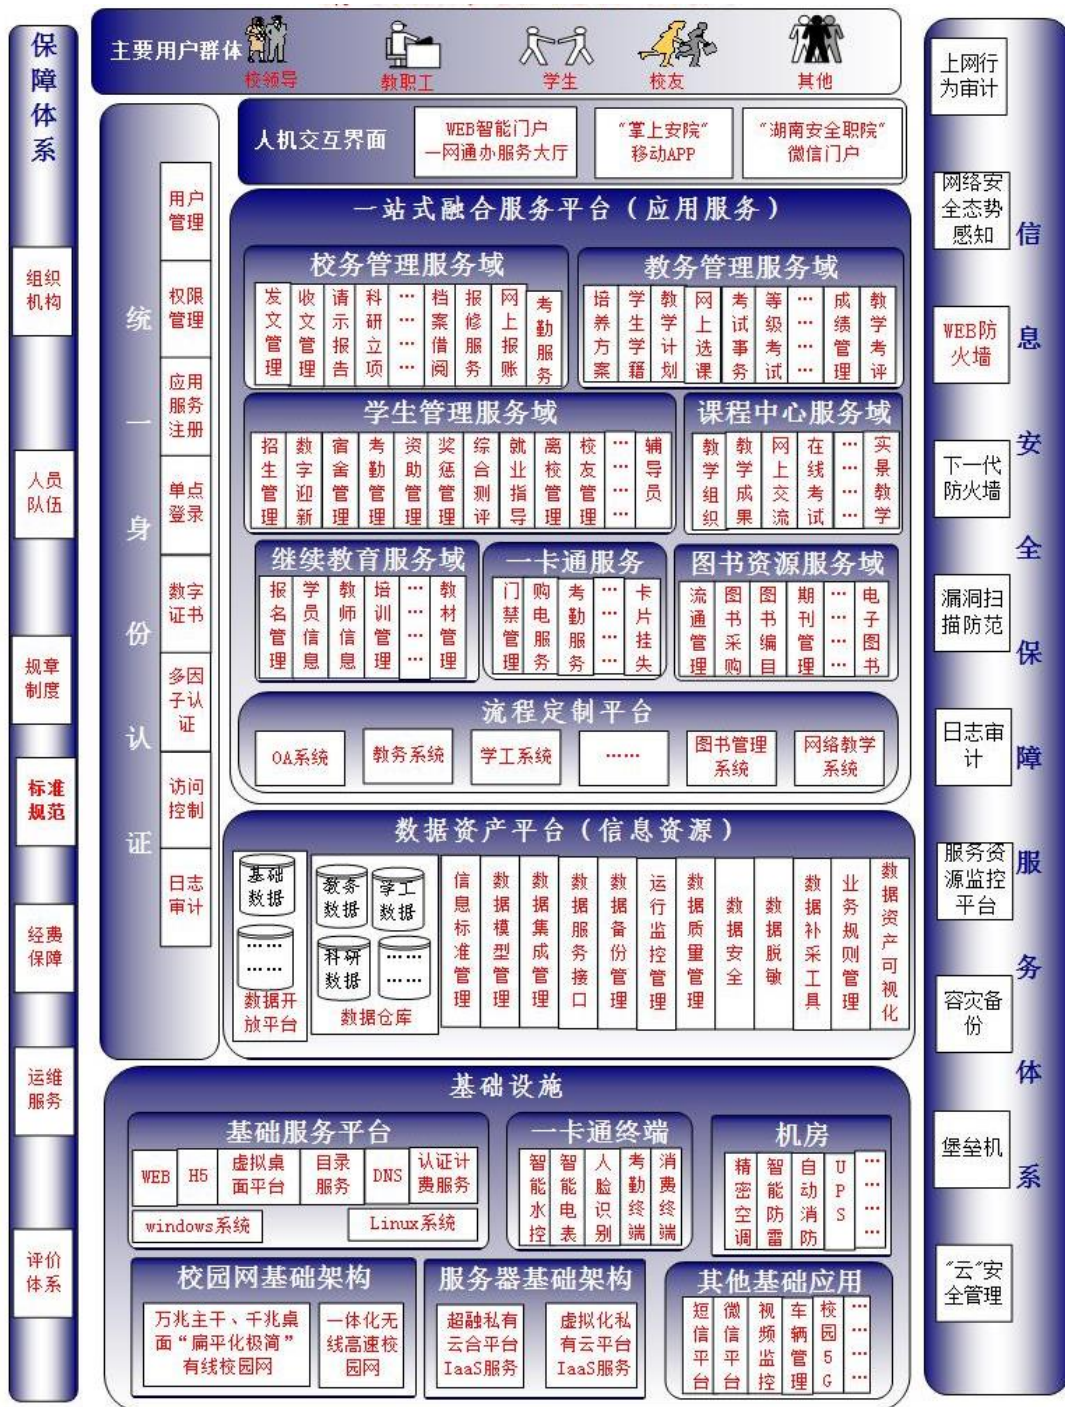 保障体系
组织
机构
人员
队伍
规章
制度
标准
规范
经费
保障
运维
服务
评价
体系
主要用户群体
校领导
教职工
学生
校友
其他
统一身份认证
用户
管理
权限
管理
应用
服务
注册
单点
登录
数字
证书
多因
子认
证
访问
控制
日志
审计
人机交互界面
WEB智能门户
一网通办服务大厅
“掌上安院”
移动APP
“湖南安全职院”
微信门户
一站式融合服务平台（应用服务）
校务管理服务域
发文管理
收文管理
请示报告
科研立项
………
档案借阅
报修服务
网上报账
考勤服务
教务管理服务域
培养方案
学生学籍
教学计划
网上选课
考试事务
等级考试
………
成绩管理
教学考评
学生管理服务域
招生管理
数字迎新
宿舍管理
考勤管理
资助管理
奖惩管理
综合测评
就业指导
离校管理
校友管理
………
辅导员
课程中心服务域
教学组织
教学成果
网上交流
在线考试
………
实景教学
继续教育服务域
报名管理
学员信息
教师信息
培训管理
………
教材管理
一卡通服务
门禁管理
购电服务
考勤服务
………
卡片挂失
图书资源服务域
流通管理
图书采购
图书编目
期刊管理
………
电子图书
流程定制平台
OA系统
教务系统
学工系统
……
图书管理
系统
网络教学
系统
数据资产平台（信息资源）
基础
数据
……
……
数据开
放平台
教务
数据
学工
数据
科研
数据
……
……
数据仓库
信息标准管理
数据模型管理
数据集成管理
数据服务接口
数据备份管理
运行监控管理
数据质量管理
数据安全
数据脱敏
数据补采工具
业务规则管理
数据资产可视化
基础设施
基础服务平台
WEB
H5
虚拟桌
面平台
目录
服务
DNS
认证计
费服务
windows系统
Linux系统
一卡通终端
智能水控
智能电表
人脸识别
考勤终端
消费终端
机房
精密空调
智能防雷
自动消防
UPS
………
校园网基础架构
万兆主干、千兆桌
面“扁平化极简”
有线校园网
一体化无
线高速校
园网
服务器基础架构
超融私有
云合平台
IaaS服务
虚拟化私
有云平台
IaaS服务
其他基础应用
短信平台
微信平台
视频监控
车辆管理
校园5G
………
信息安全保障服务体系
上网行
为审计
网络安
全态势
感知
WEB防
火墙
下一代
防火墙
漏洞扫
描防范
日志审
计
服务资
源监控
平台
容灾备
份
堡垒机
“云”安
全管理